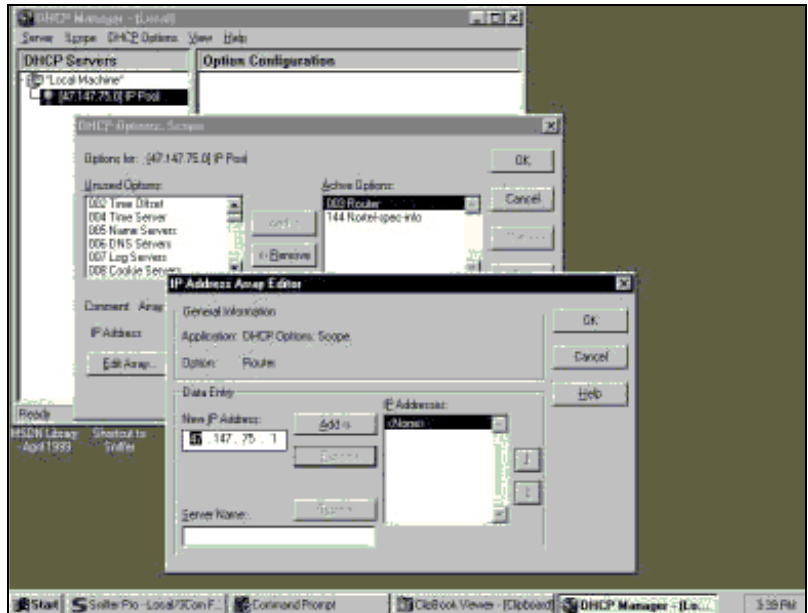 DHCP Manager - (Local)
Server Scope DHCP Options View Help
DHCP Servers
Option Configuration
"Local Machine"
[47.147.75.0] IP Pool
DHCP Options: Scope
Options for: [47.147.75.0] IP Pool
OK
Unused Options:
Active Options:
Cancel
002 Time Offset
004 Time Server
005 Name Servers
006 DNS Servers
007 Log Servers
008 Cookie Servers
003 Router
144 Nortel-spec-info
<- Remove
Comment: Array
IP Address
Edit Array...
IP Address Array Editor
General Information
Application: DHCP Options: Scope
Option: Router
OK
Cancel
Help
Data Entry
New IP Address:
47 . 147 . 75 . 1
Add ->
IP Addresses:
<None>
Server Name:
Ready
MSDN Library - April 1999
Shortcut to Sniffer
Start
Sniffer Pro - Local/3Com F...
Command Prompt
ClipBook Viewer - [Clipboard]
DHCP Manager - (Lo...
3:39 PM